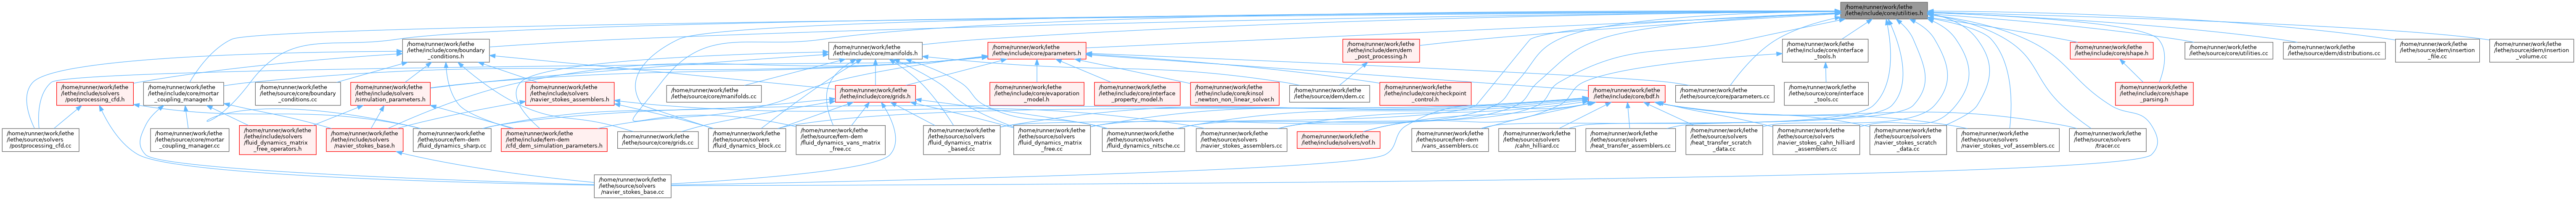 /home/runner/work/lethe
/lethe/include/core/utilities.h
/home/runner/work/lethe
/lethe/include/core/boundary
_conditions.h
/home/runner/work/lethe
/lethe/include/core/manifolds.h
/home/runner/work/lethe
/lethe/include/core/parameters.h
/home/runner/work/lethe
/lethe/include/dem/dem
_post_processing.h
/home/runner/work/lethe
/lethe/include/core/interface
_tools.h
/home/runner/work/lethe
/lethe/include/core/shape.h
/home/runner/work/lethe
/lethe/source/core/utilities.cc
/home/runner/work/lethe
/lethe/source/dem/distributions.cc
/home/runner/work/lethe
/lethe/source/dem/insertion
_file.cc
/home/runner/work/lethe
/lethe/source/dem/insertion
_volume.cc
/home/runner/work/lethe
/lethe/include/solvers
/postprocessing_cfd.h
/home/runner/work/lethe
/lethe/include/core/mortar
_coupling_manager.h
/home/runner/work/lethe
/lethe/source/core/boundary
_conditions.cc
/home/runner/work/lethe
/lethe/include/solvers
/simulation_parameters.h
/home/runner/work/lethe
/lethe/include/solvers
/navier_stokes_assemblers.h
/home/runner/work/lethe
/lethe/source/core/manifolds.cc
/home/runner/work/lethe
/lethe/include/core/grids.h
/home/runner/work/lethe
/lethe/include/core/evaporation
_model.h
/home/runner/work/lethe
/lethe/include/core/interface
_property_model.h
/home/runner/work/lethe
/lethe/include/core/kinsol
_newton_non_linear_solver.h
/home/runner/work/lethe
/lethe/source/dem/dem.cc
/home/runner/work/lethe
/lethe/include/core/checkpoint
_control.h
/home/runner/work/lethe
/lethe/include/core/bdf.h
/home/runner/work/lethe
/lethe/source/core/parameters.cc
/home/runner/work/lethe
/lethe/source/core/interface
_tools.cc
/home/runner/work/lethe
/lethe/include/core/shape
_parsing.h
/home/runner/work/lethe
/lethe/source/solvers
/postprocessing_cfd.cc
/home/runner/work/lethe
/lethe/source/core/mortar
_coupling_manager.cc
/home/runner/work/lethe
/lethe/include/solvers
/fluid_dynamics_matrix
_free_operators.h
/home/runner/work/lethe
/lethe/include/solvers
/navier_stokes_base.h
/home/runner/work/lethe
/lethe/source/fem-dem
/fluid_dynamics_sharp.cc
/home/runner/work/lethe
/lethe/include/fem-dem
/cfd_dem_simulation_parameters.h
/home/runner/work/lethe
/lethe/source/core/grids.cc
/home/runner/work/lethe
/lethe/source/solvers
/fluid_dynamics_block.cc
/home/runner/work/lethe
/lethe/source/fem-dem
/fluid_dynamics_vans_matrix
_free.cc
/home/runner/work/lethe
/lethe/source/solvers
/fluid_dynamics_matrix
_based.cc
/home/runner/work/lethe
/lethe/source/solvers
/fluid_dynamics_matrix
_free.cc
/home/runner/work/lethe
/lethe/source/solvers
/fluid_dynamics_nitsche.cc
/home/runner/work/lethe
/lethe/source/solvers
/navier_stokes_assemblers.cc
/home/runner/work/lethe
/lethe/include/solvers/vof.h
/home/runner/work/lethe
/lethe/source/fem-dem
/vans_assemblers.cc
/home/runner/work/lethe
/lethe/source/solvers
/cahn_hilliard.cc
/home/runner/work/lethe
/lethe/source/solvers
/heat_transfer_assemblers.cc
/home/runner/work/lethe
/lethe/source/solvers
/heat_transfer_scratch
_data.cc
/home/runner/work/lethe
/lethe/source/solvers
/navier_stokes_cahn_hilliard
_assemblers.cc
/home/runner/work/lethe
/lethe/source/solvers
/navier_stokes_scratch
_data.cc
/home/runner/work/lethe
/lethe/source/solvers
/navier_stokes_vof_assemblers.cc
/home/runner/work/lethe
/lethe/source/solvers
/tracer.cc
/home/runner/work/lethe
/lethe/source/solvers
/navier_stokes_base.cc